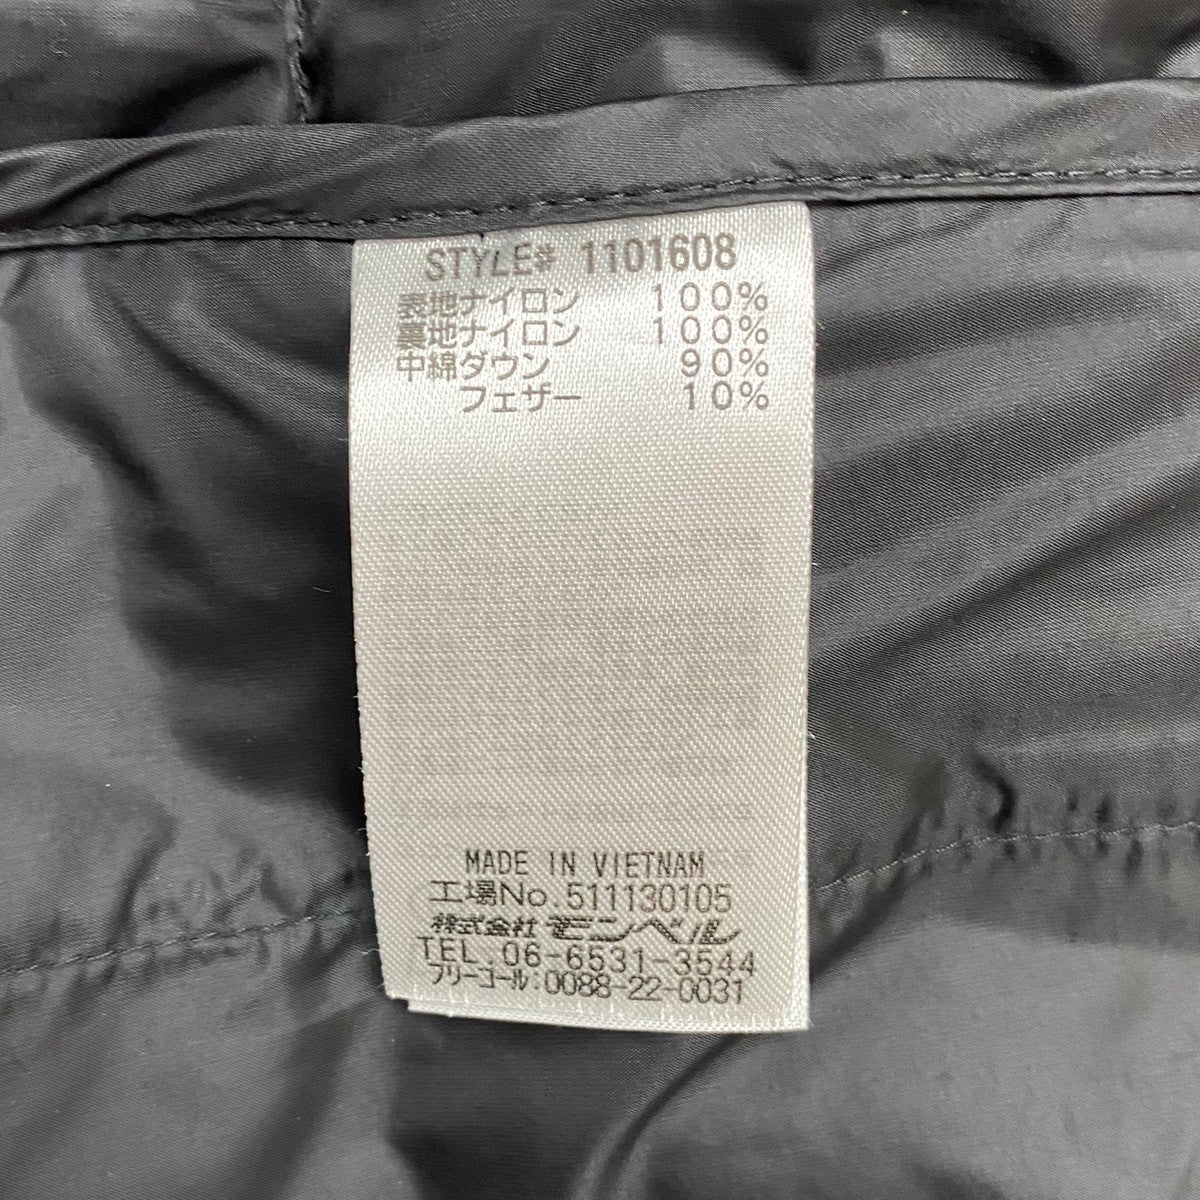 STYLE# 1101608
表地ナイロン 100%
裏地ナイロン 100%
中綿ダウン 90%
フェザー 10%
MADE IN VIETNAM
工場No.511130105
株式会社モンベル
TEL.06-6531-3544
フリーコール:0088-22-0031